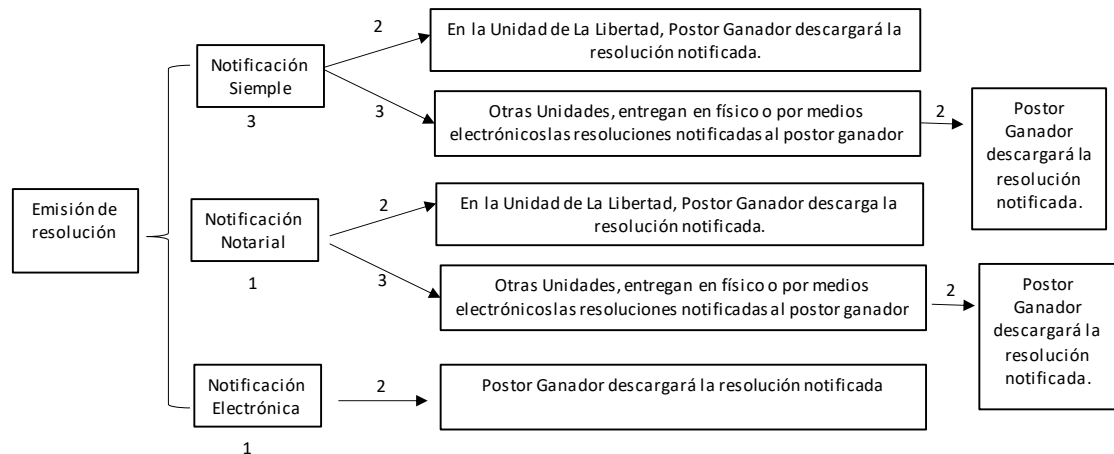 Emisión de
resolución
Notificación
Siemple
3
2
En la Unidad de La Libertad, Postor Ganador descargará la
resolución notificada.
3
Otras Unidades, entregan en físico o por medios
electrónicos las resoluciones notificadas al postor ganador
2
Postor
Ganador
descargará la
resolución
notificada.
Notificación
Notarial
1
2
En la Unidad de La Libertad, Postor Ganador descarga la
resolución notificada.
3
Otras Unidades, entregan en físico o por medios
electrónicos las resoluciones notificadas al postor ganador
2
Postor
Ganador
descargará la
resolución
notificada.
Notificación
Electrónica
1
2
Postor Ganador descargará la resolución notificada